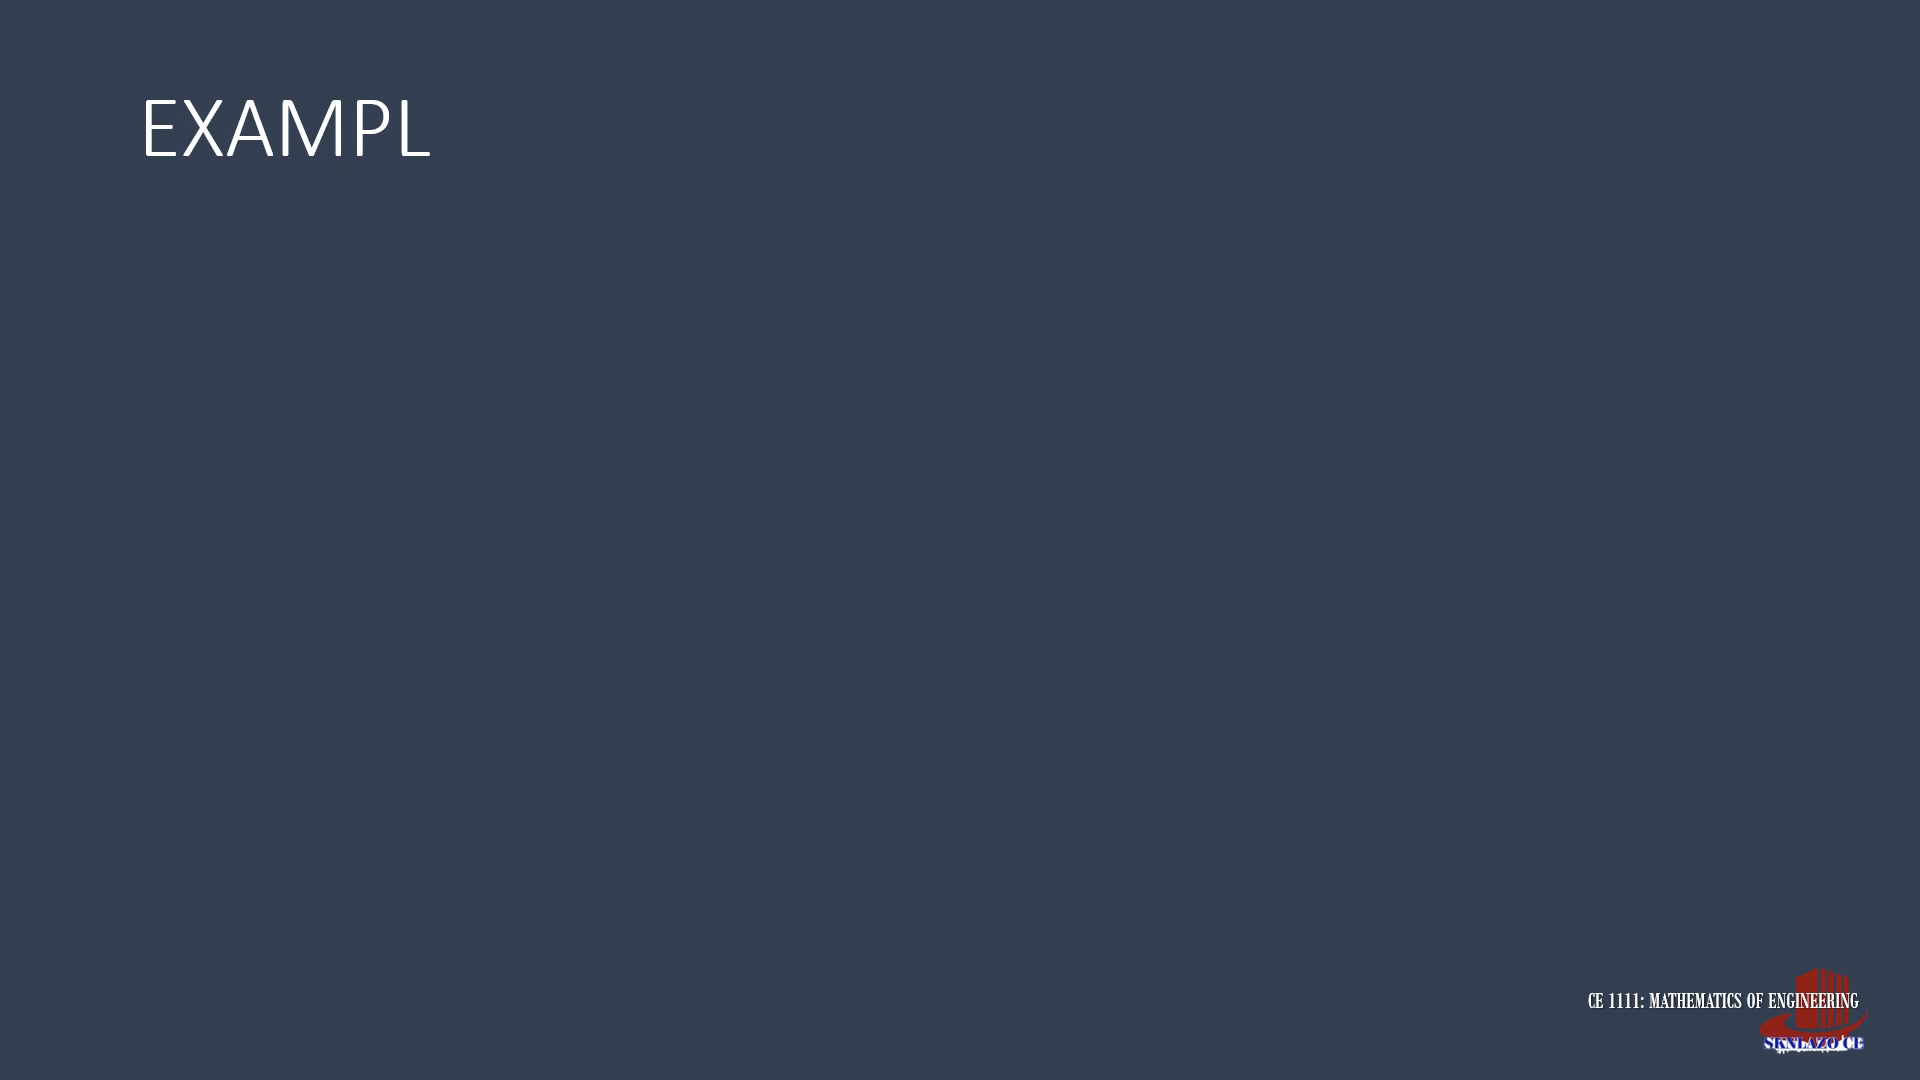 EXAMPL
CE 1111: MATHEMATICS OF ENGINEERING